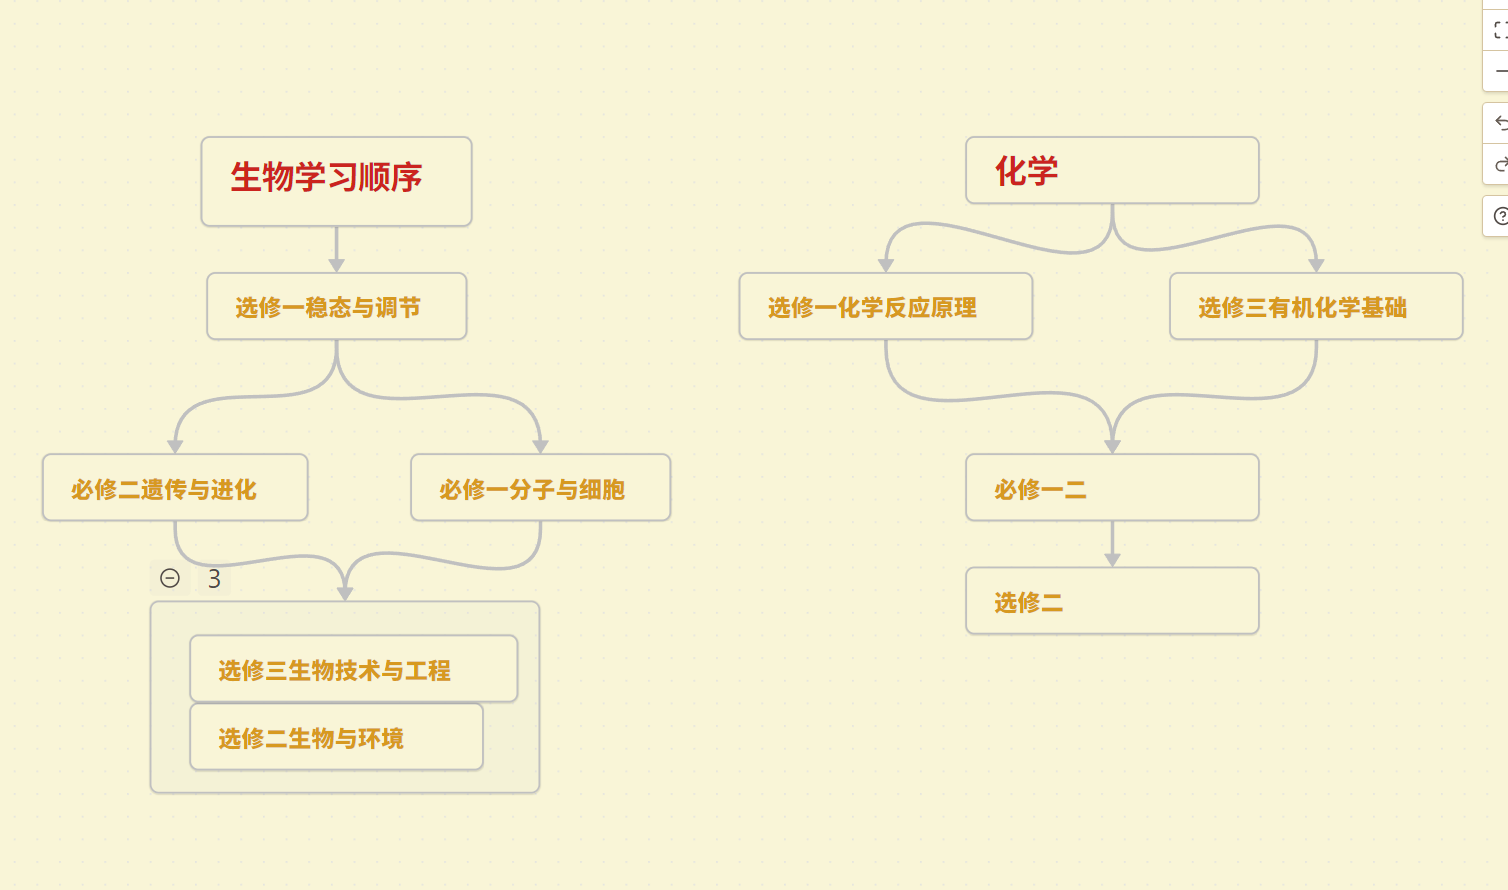 生物学习顺序
选修一稳态与调节
必修二遗传与进化
必修一分子与细胞
3
选修三生物技术与工程
选修二生物与环境
化学
选修一化学反应原理
选修三有机化学基础
必修一二
选修二